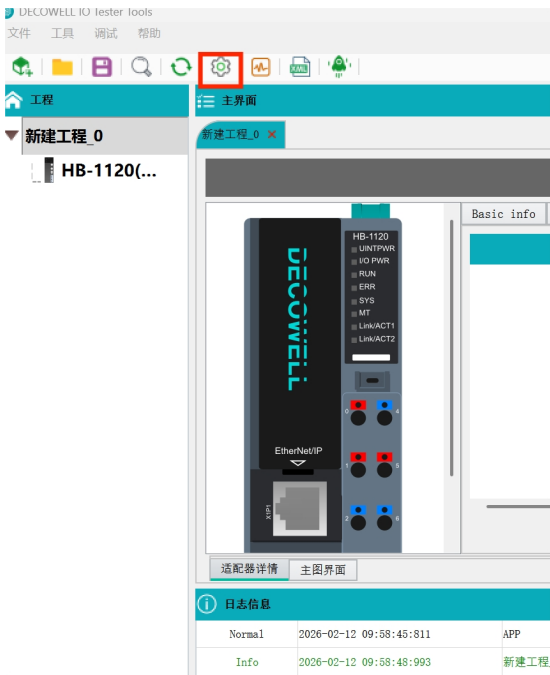 DECOWELL IO Tester Tools
文件 工具 调试 帮助
XML
工程
主界面
新建工程_0
新建工程_0
HB-1120(...
Basic info
HB-1120
UINTPWR
I/O PWR
RUN
ERR
SYS
MT
Link/ACT1
Link/ACT2
DECOWELL
0 4
EtherNet/IP
1 5
X1P1
2 6
适配器详情 主图界面
日志信息
Normal 2026-02-12 09:58:45:811 APP
Info 2026-02-12 09:58:48:993 新建工程